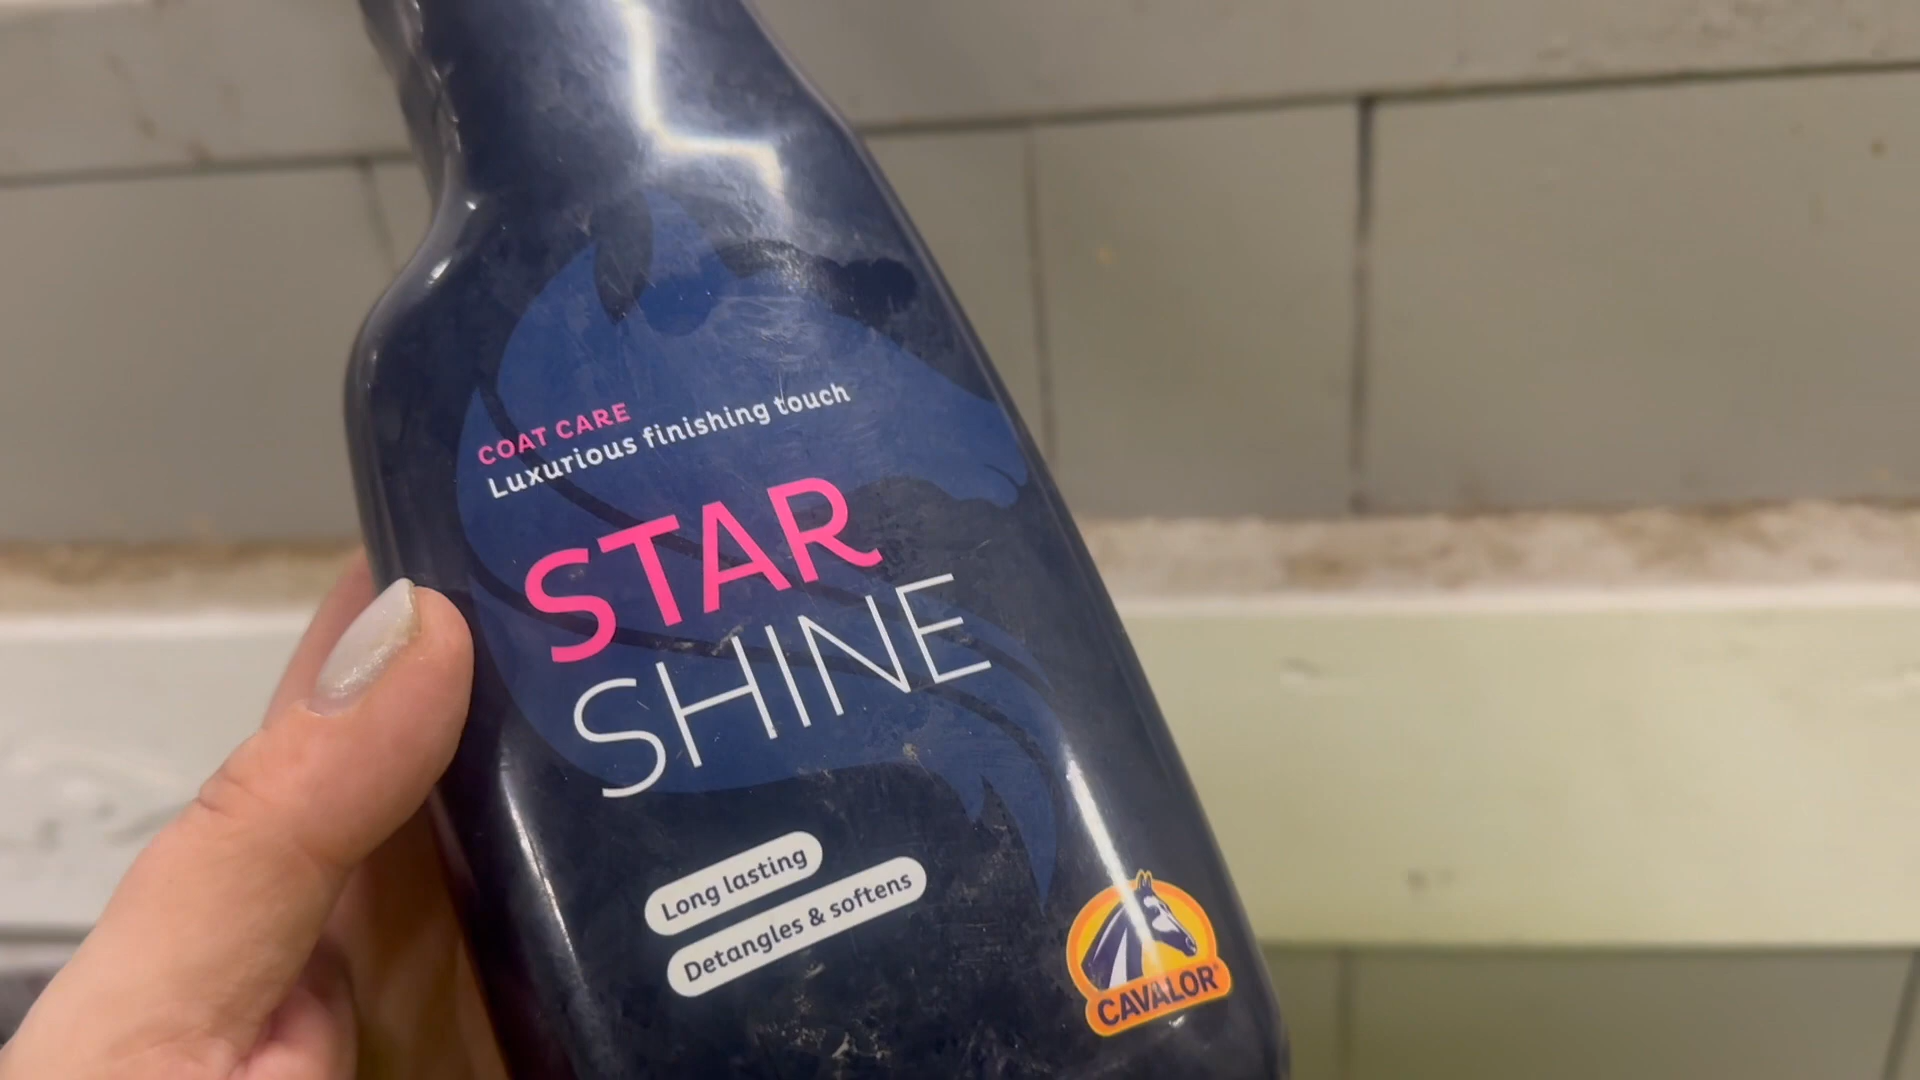 COAT CARE
Luxurious finishing touch
STAR
SHINE
Long lasting
Detangles & softens
CAVALOR®